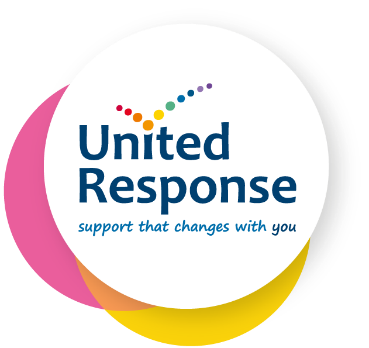 United
Response
support that changes with you